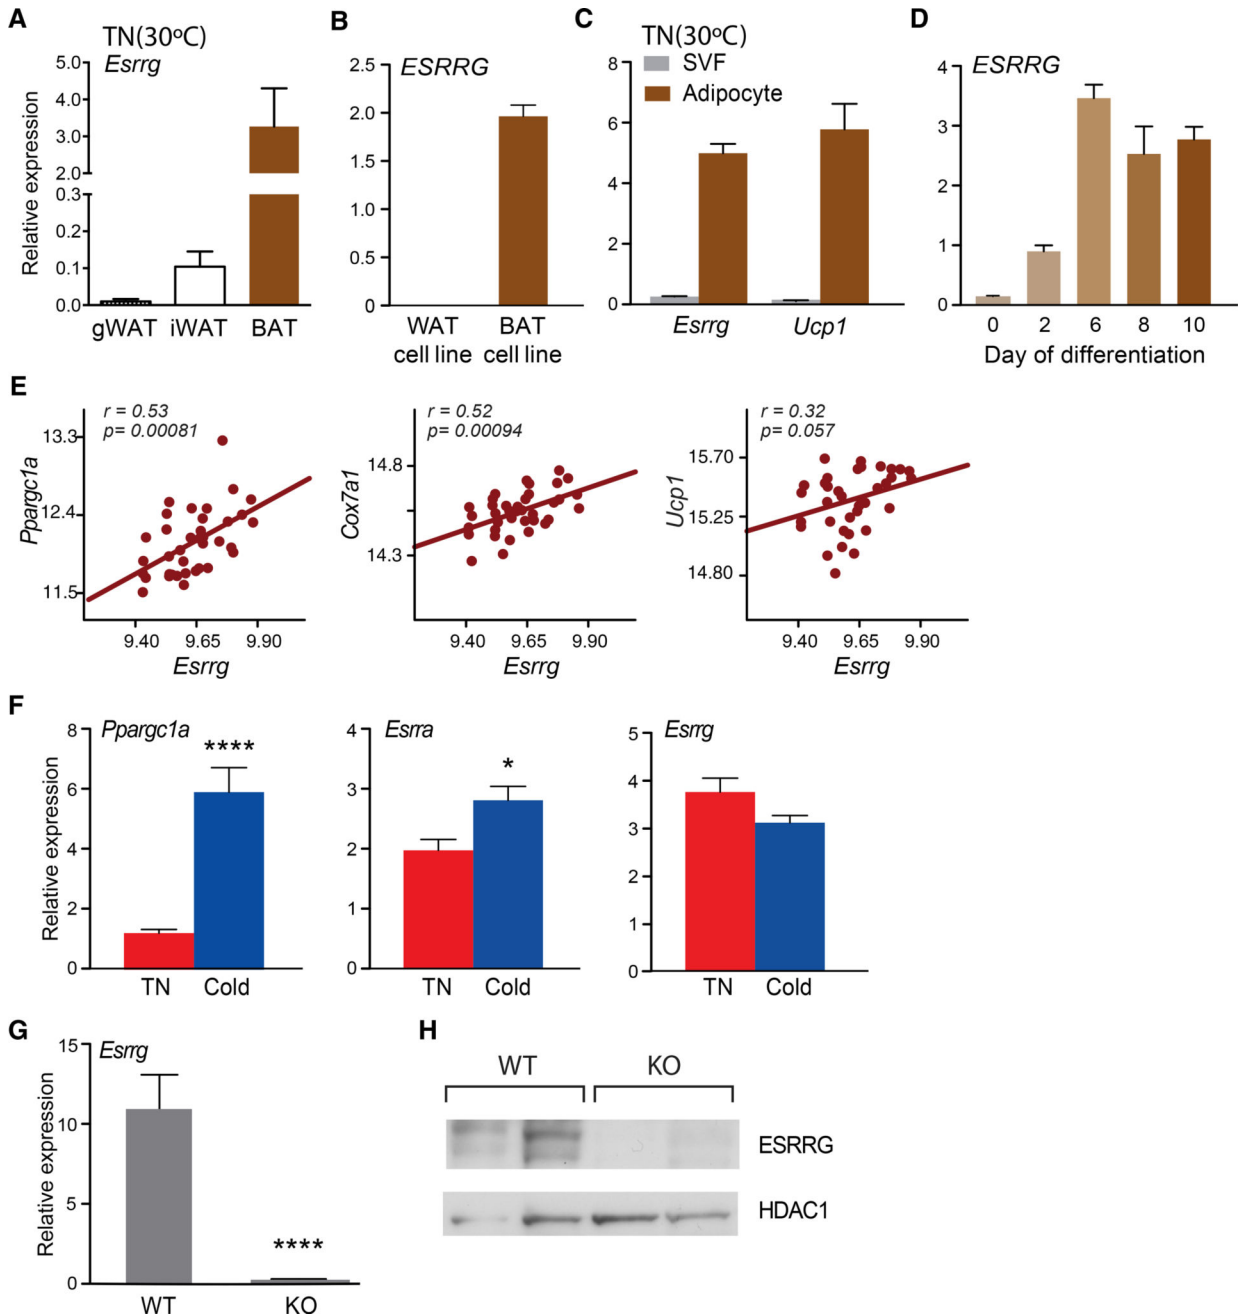 A
TN(30ºC)
Esrrg
Relative expression
5.0
4.0
3.0
2.0
0.3
0.2
0.1
0.0
gWAT iWAT BAT
B
ESRRG
2.5
2.0
1.5
1.0
0.5
0
WAT BAT
cell line cell line
C
TN(30ºC)
SVF
Adipocyte
8
6
4
2
0
Esrrg Ucp1
D
ESRRG
4
3
2
1
0
0 2 6 8 10
Day of differentiation
E
r = 0.53
p= 0.00081
Ppargc1a
13.3
12.4
11.5
9.40 9.65 9.90
Esrrg
r = 0.52
p= 0.00094
Cox7a1
14.8
14.3
9.40 9.65 9.90
Esrrg
r = 0.32
p= 0.057
Ucp1
15.70
15.25
14.80
9.40 9.65 9.90
Esrrg
F
Ppargc1a
Relative expression
8
6
4
2
0
****
TN Cold
Esrra
4
3
2
1
0
*
TN Cold
Esrrg
5
4
3
2
1
0
TN Cold
G
Esrrg
Relative expression
15
10
5
0
****
WT KO
H
WT KO
ESRRG
HDAC1